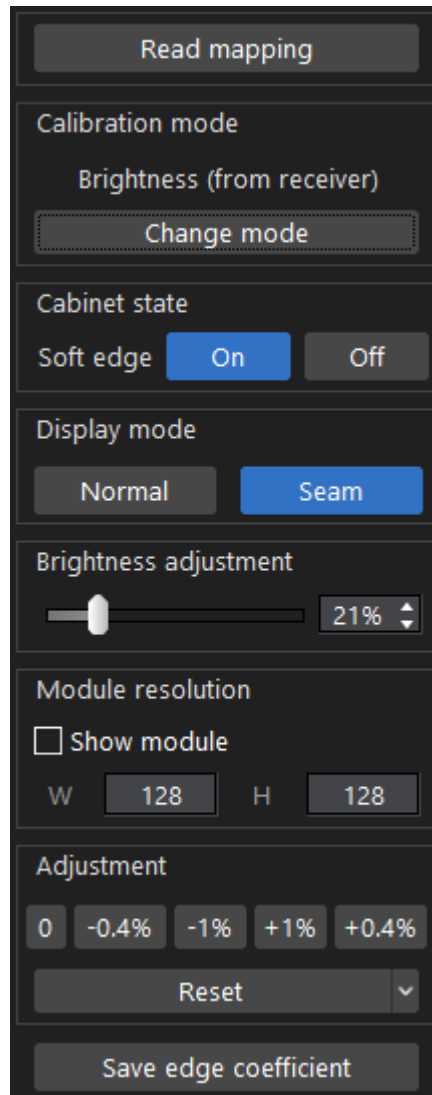 Read mapping
Calibration mode
Brightness (from receiver)
Change mode
Cabinet state
Soft edge On Off
Display mode
Normal Seam
Brightness adjustment
21%
Module resolution
Show module
W 128 H 128
Adjustment
0 -0.4% -1% +1% +0.4%
Reset
Save edge coefficient